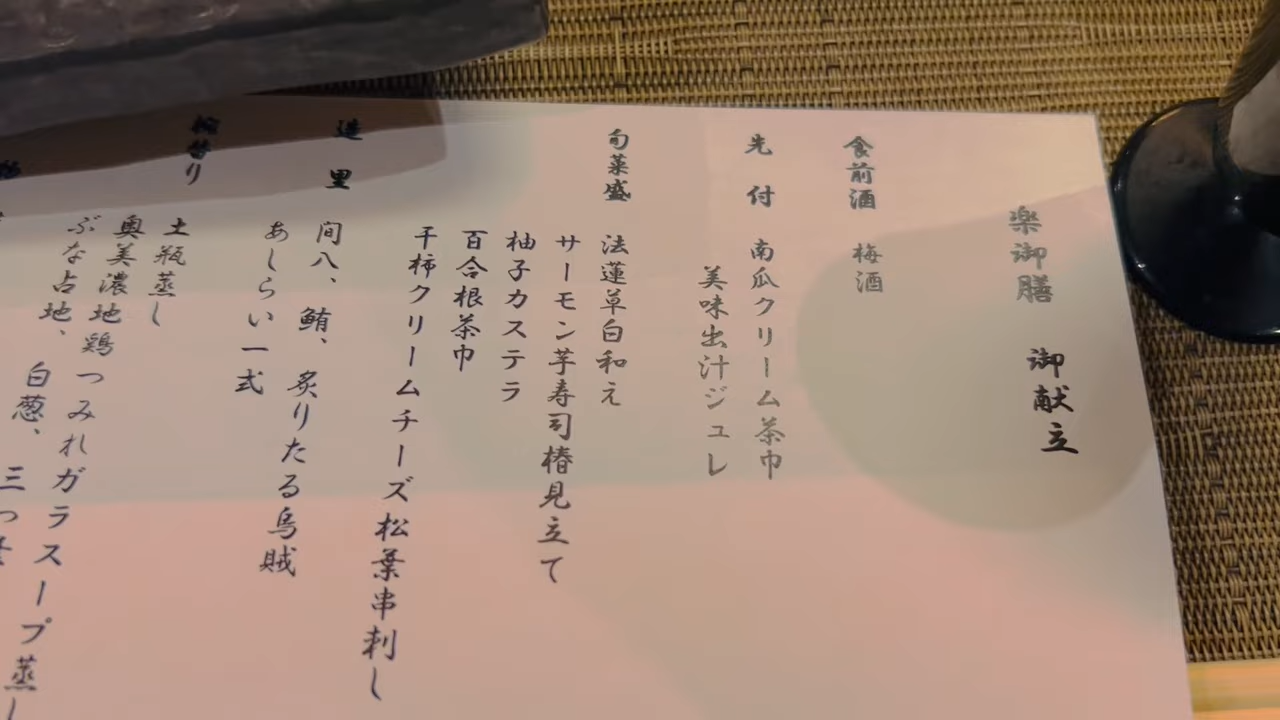 楽御膳 御献立
食前酒 梅酒
先付 南瓜クリーム茶巾
美味出汁ジュレ
旬菜盛 法蓮草白和え
サーモン芋寿司椿見立て
柚子カステラ
百合根茶巾
干柿クリームチーズ松葉串刺し
造里 間八、鮪、炙りたる烏賊
あしらい一式
椀替り 土瓶蒸し
奥美濃地鶏つみれガラスープ蒸し
ぶな占地、白葱、三つ葉